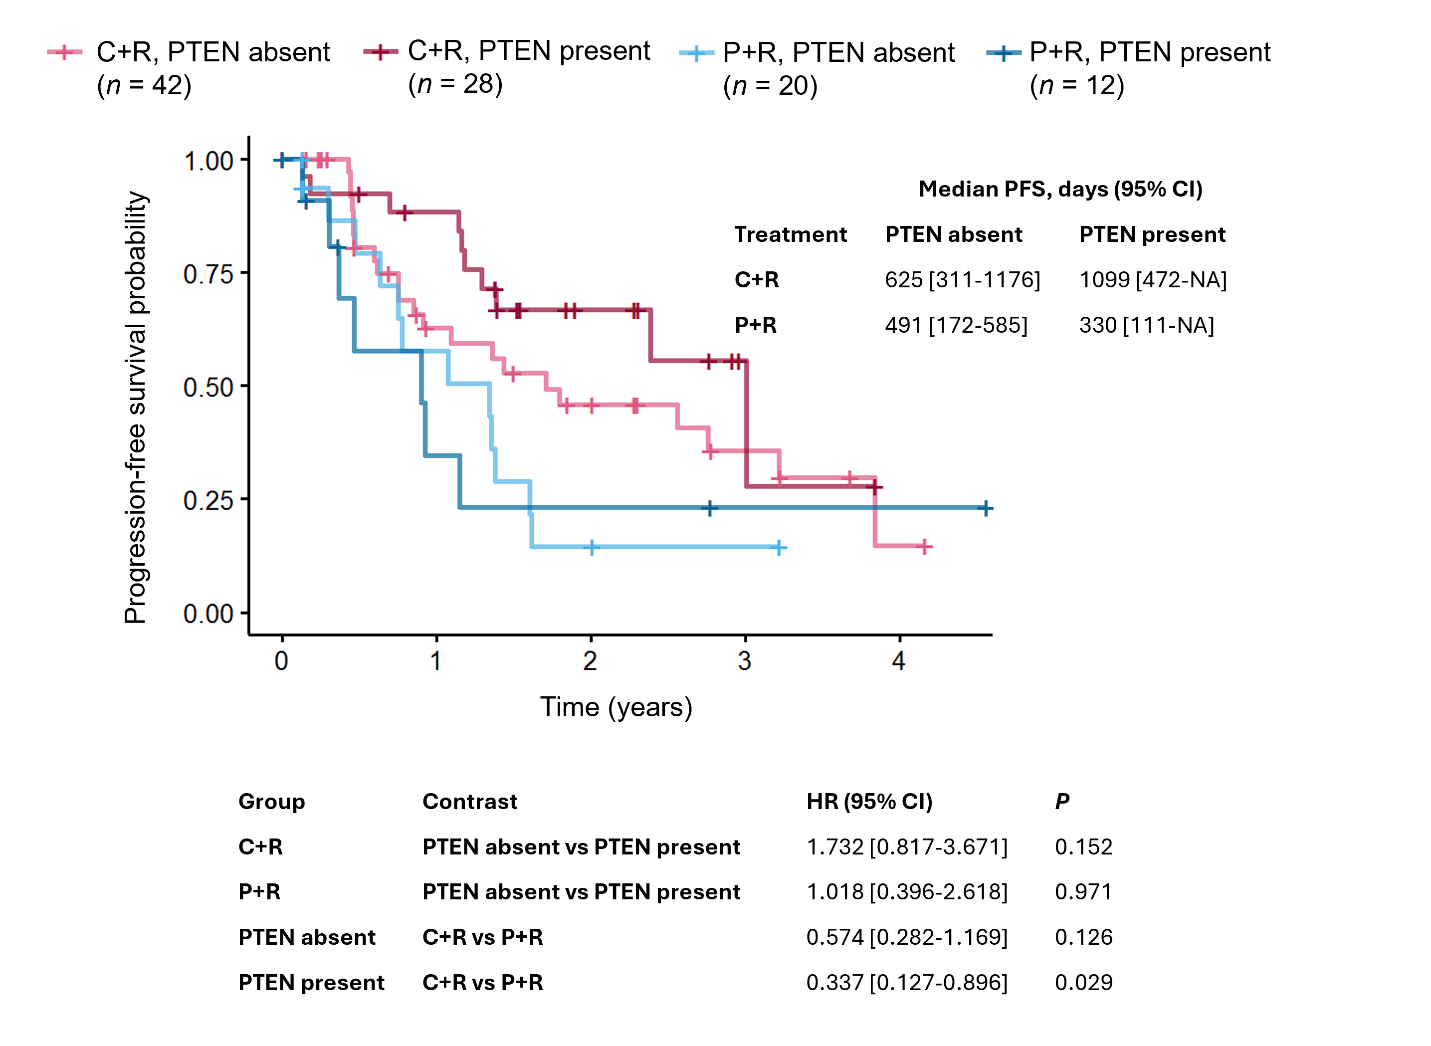 C+R, PTEN absent C+R, PTEN present P+R, PTEN absent P+R, PTEN present
(n = 42) (n = 28) (n = 20) (n = 12)
Progression-free survival probability
1.00
0.75
0.50
0.25
0.00
0 1 2 3 4
Time (years)
Median PFS, days (95% CI)
Treatment PTEN absent PTEN present
C+R 625 [311-1176] 1099 [472-NA]
P+R 491 [172-585] 330 [111-NA]
Group Contrast HR (95% CI) P
C+R PTEN absent vs PTEN present 1.732 [0.817-3.671] 0.152
P+R PTEN absent vs PTEN present 1.018 [0.396-2.618] 0.971
PTEN absent C+R vs P+R 0.574 [0.282-1.169] 0.126
PTEN present C+R vs P+R 0.337 [0.127-0.896] 0.029